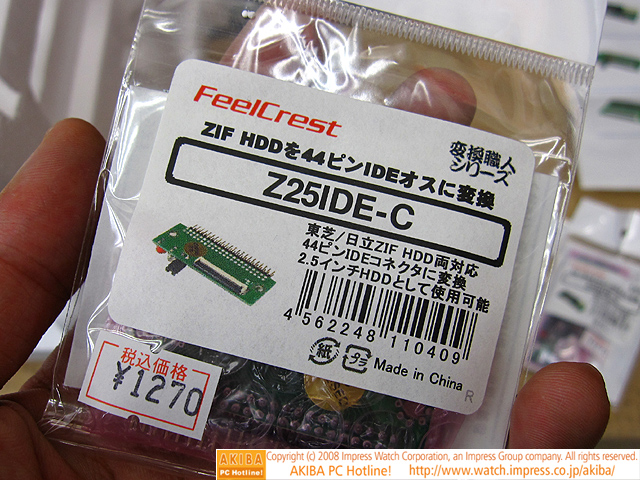 FeelCrest
ZIF HDDを44ピンIDEオスに変換
変換職人
シリーズ
Z25IDE-C
東芝/日立ZIF HDD両対応
44ピンIDEコネクタに変換
2.5インチHDDとして使用可能
4 562248 110409
紙 プラ Made in China
R
税込価格
¥1270
AKIBA
PC Hotline!
Copyright (c) 2008 Impress Watch Corporation, an Impress Group company. All rights reserved.
AKIBA PC Hotline! http://www.watch.impress.co.jp/akiba/